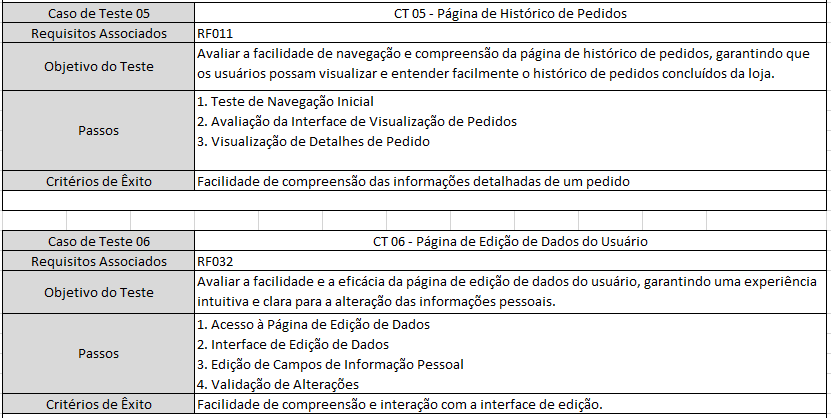 Caso de Teste 05 CT 05 - Página de Histórico de Pedidos
Requisitos Associados RF011
Objetivo do Teste Avaliar a facilidade de navegação e compreensão da página de histórico de pedidos, garantindo que
os usuários possam visualizar e entender facilmente o histórico de pedidos concluídos da loja.
Passos
1. Teste de Navegação Inicial
2. Avaliação da Interface de Visualização de Pedidos
3. Visualização de Detalhes de Pedido
Critérios de Êxito Facilidade de compreensão das informações detalhadas de um pedido
Caso de Teste 06 CT 06 - Página de Edição de Dados do Usuário
Requisitos Associados RF032
Objetivo do Teste Avaliar a facilidade e a eficácia da página de edição de dados do usuário, garantindo uma experiência
intuitiva e clara para a alteração das informações pessoais.
Passos
1. Acesso à Página de Edição de Dados
2. Interface de Edição de Dados
3. Edição de Campos de Informação Pessoal
4. Validação de Alterações
Critérios de Êxito Facilidade de compreensão e interação com a interface de edição.